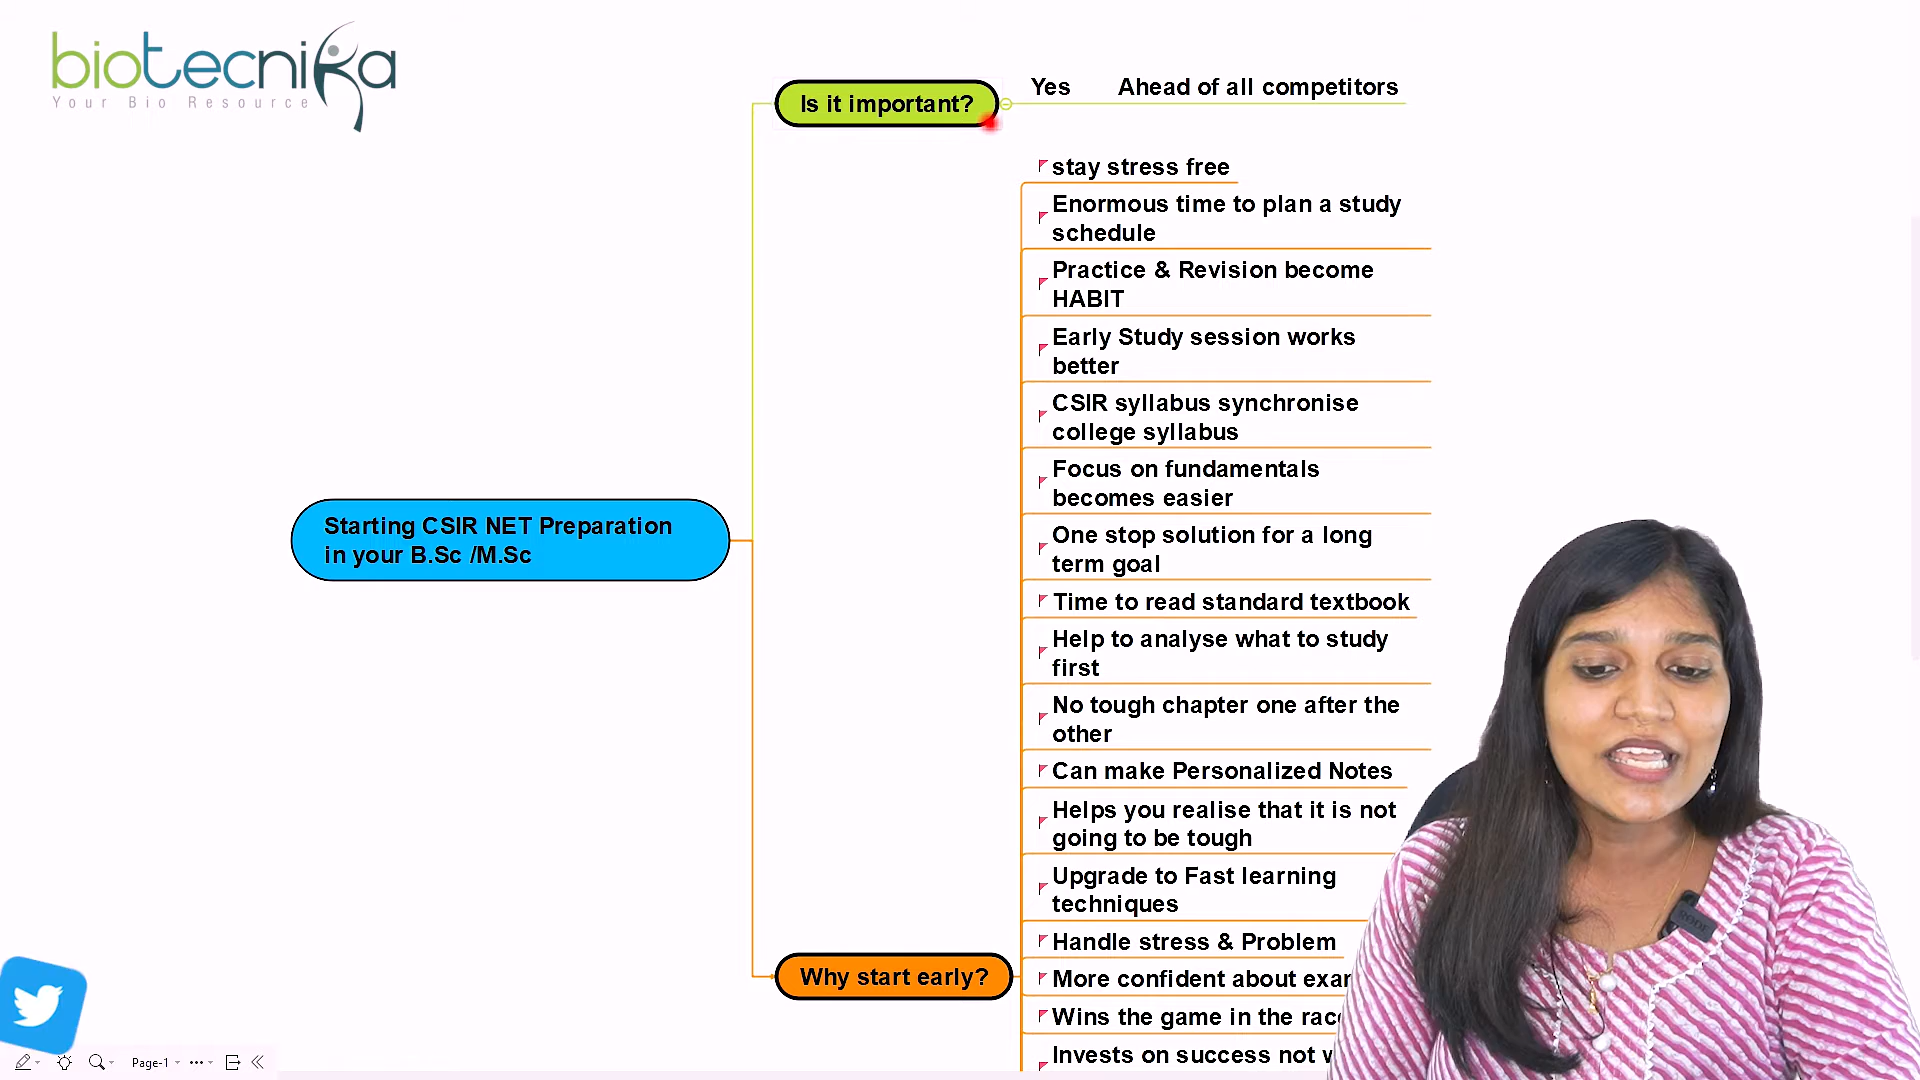 biotecnika
Your Bio Resource
Is it important?
Yes
Ahead of all competitors
stay stress free
Enormous time to plan a study
schedule
Practice & Revision become
HABIT
Early Study session works
better
CSIR syllabus synchronise
college syllabus
Focus on fundamentals
becomes easier
One stop solution for a long
term goal
Time to read standard textbook
Help to analyse what to study
first
No tough chapter one after the
other
Can make Personalized Notes
Helps you realise that it is not
going to be tough
Upgrade to Fast learning
techniques
Handle stress & Problem
More confident about
Wins the game in the
Invests on success not
Starting CSIR NET Preparation
in your B.Sc /M.Sc
Why start early?
Page-1